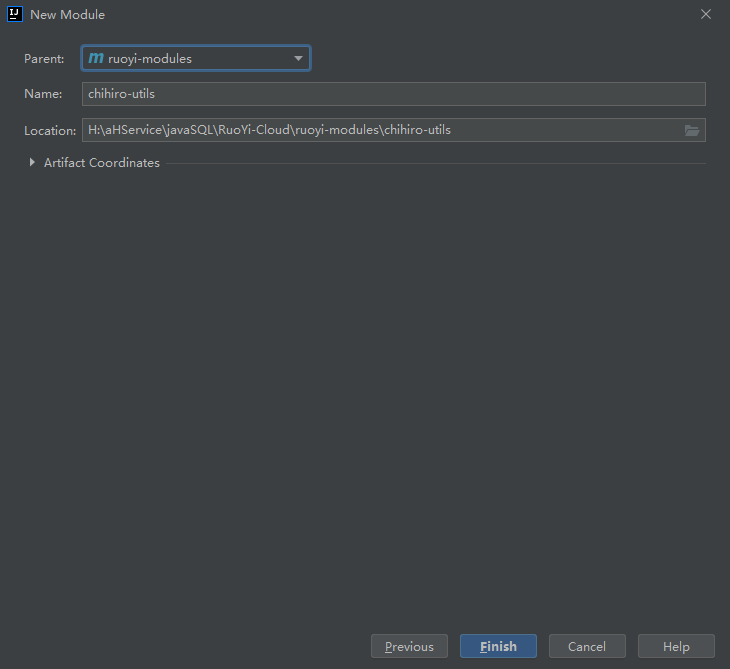 IJ New Module
Parent: m ruoyi-modules
Name: chihiro-utils
Location: H:\aHService\javaSQL\RuoYi-Cloud\ruoyi-modules\chihiro-utils
Artifact Coordinates
Previous Finish Cancel Help